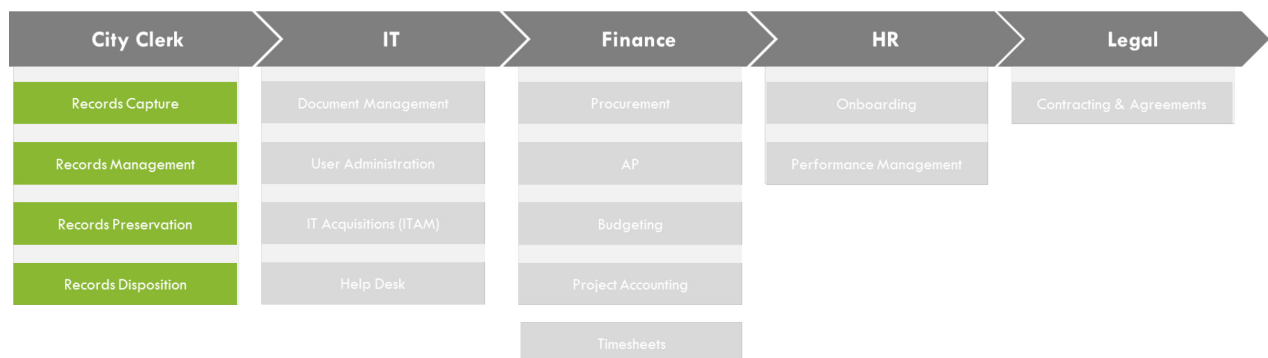 City Clerk
IT
Finance
HR
Legal
Records Capture
Document Management
Procurement
Onboarding
Contracting & Agreements
Records Management
User Administration
AP
Performance Management
Records Preservation
IT Acquisitions (ITAM)
Budgeting
Records Disposition
Help Desk
Project Accounting
Timesheets